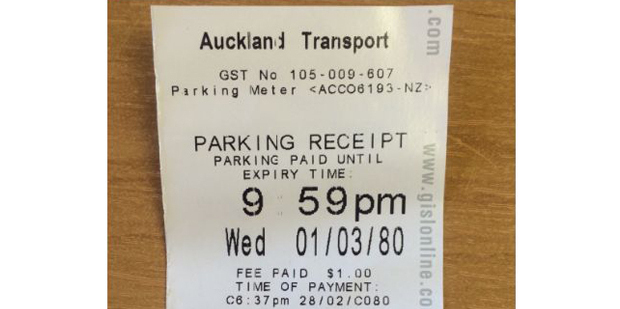 Auckland Transport
GST No 105-009-607
Parking Meter <ACCO6193-NZ>
PARKING RECEIPT
PARKING PAID UNTIL
EXPIRY TIME:
9:59pm
Wed 01/03/80
FEE PAID $1.00
TIME OF PAYMENT:
C6:37pm 28/02/C080
.com
www.gislonline.co